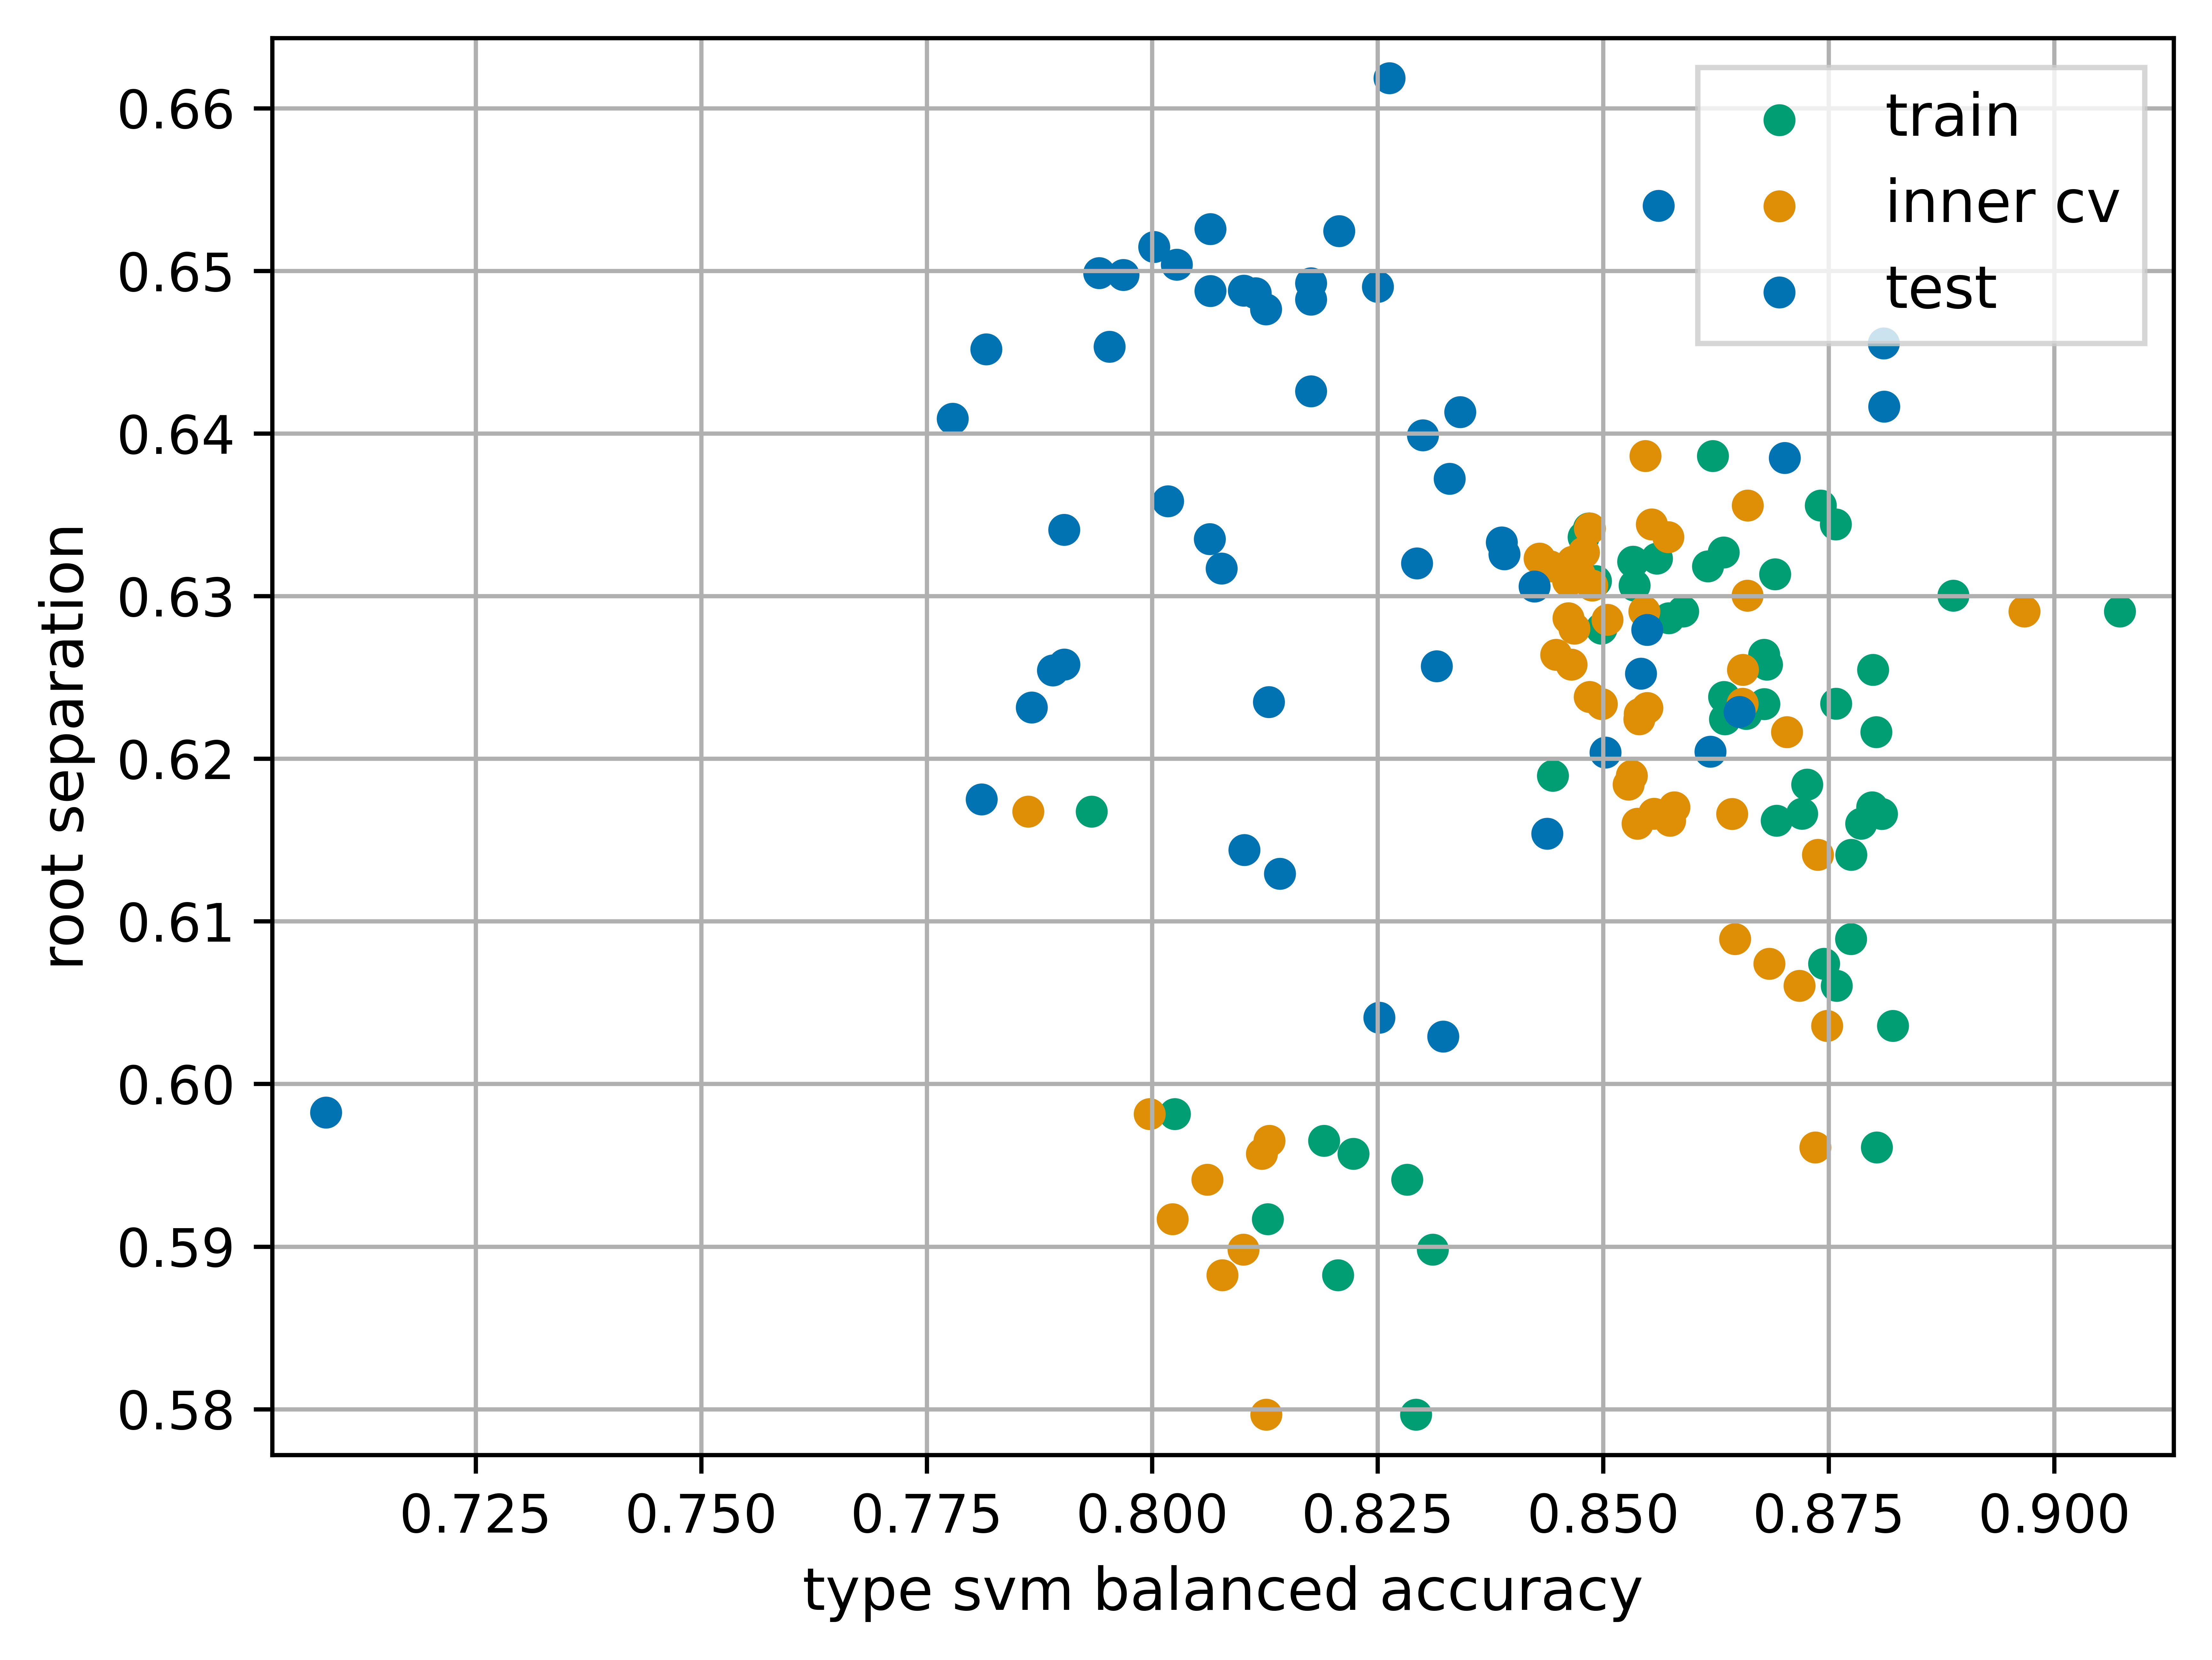 train
inner cv
test
0.66
0.65
0.64
0.63
0.62
0.61
0.60
0.59
0.58
root separation
0.725 0.750 0.775 0.800 0.825 0.850 0.875 0.900
type svm balanced accuracy